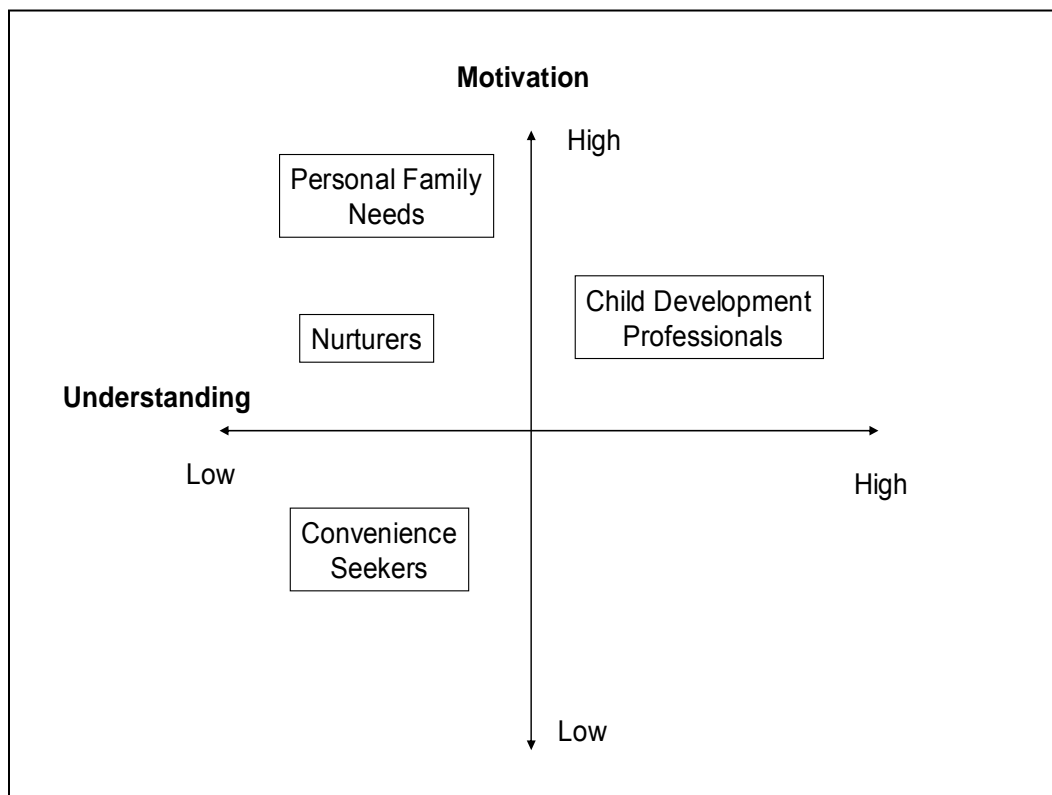 Motivation
High
Personal Family
Needs
Child Development
Professionals
Nurturers
Understanding
Low
High
Convenience
Seekers
Low